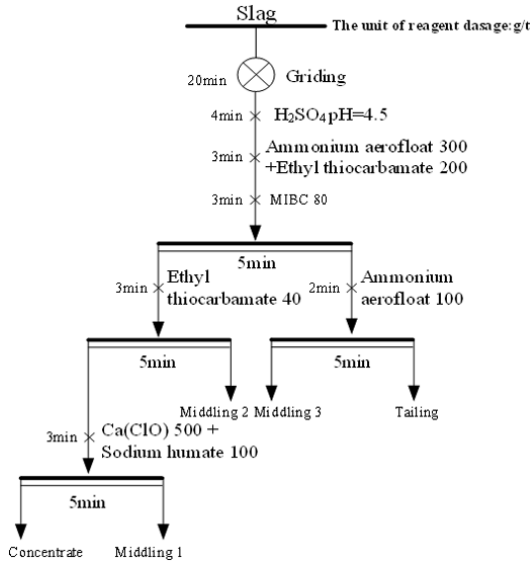 Slag
The unit of reagent dasage:g/t
20min
Griding
4min
H₂SO₄ pH=4.5
3min
Ammonium aerofloat 300
+Ethyl thiocarbamate 200
3min
MIBC 80
5min
3min
Ethyl
thiocarbamate 40
2min
Ammonium
aerofloat 100
5min
5min
Middling 2
Middling 3
Tailing
3min
Ca(ClO) 500 +
Sodium humate 100
5min
Concentrate
Middling 1